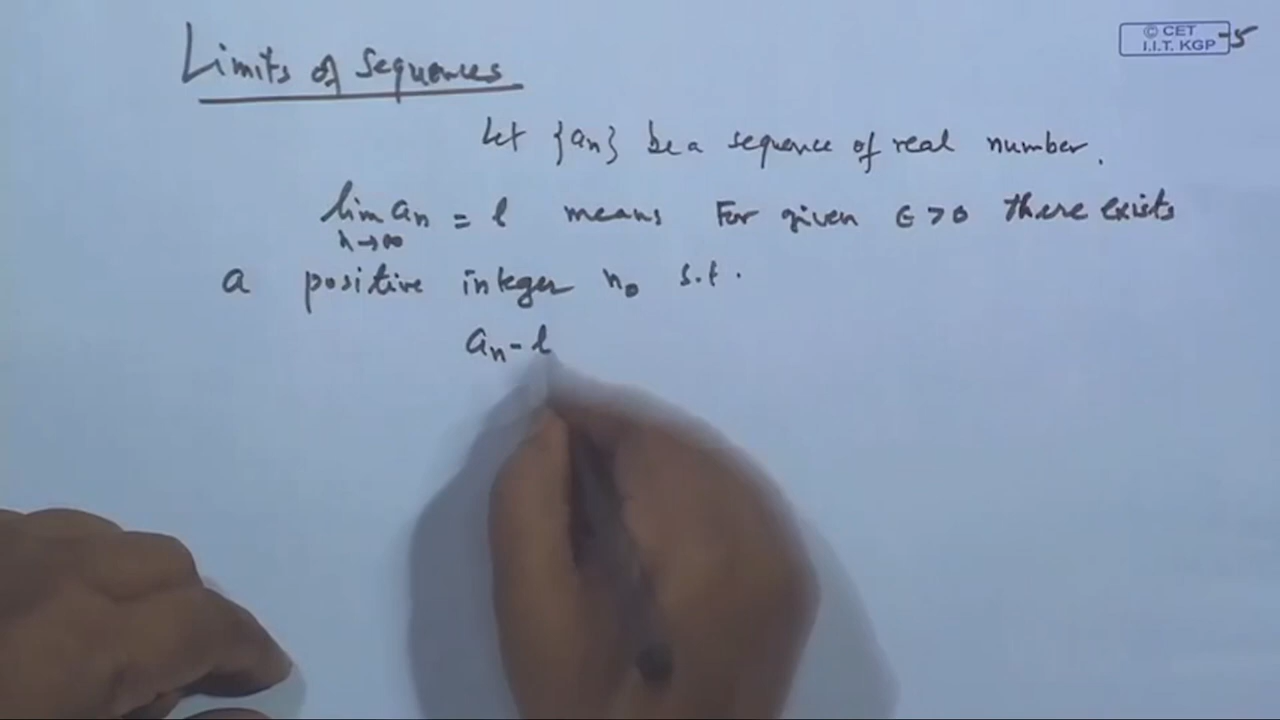 Limits of Sequences
© CET
I.I.T. KGP -5
Let {aₙ} be a sequence of real number.
lim aₙ = l means For given ϵ > 0 there exists
n→∞
a positive integer n₀ s.t.
aₙ - l